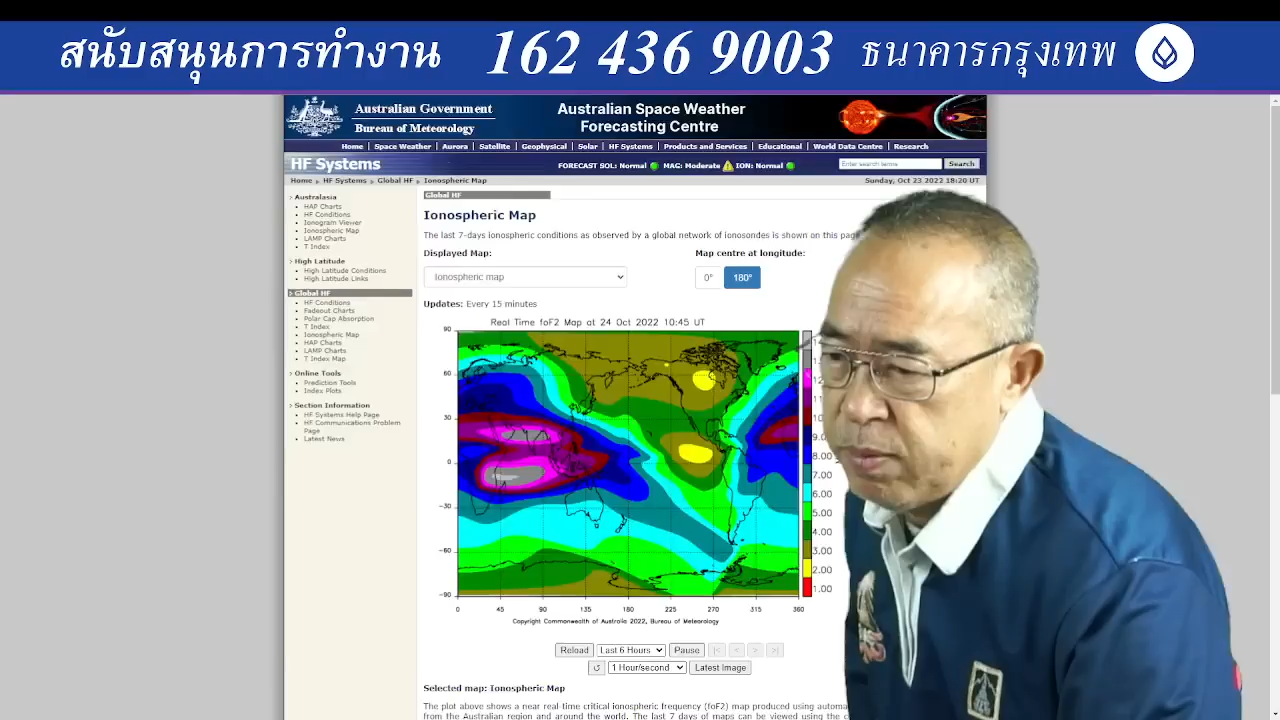 สนับสนุนการทำงาน 162 436 9003 ธนาคารกรุงเทพ
Australian Government
Bureau of Meteorology
Australian Space Weather
Forecasting Centre
Home | Space Weather | Aurora | Satellite | Geophysical | Solar | HF Systems | Products and Services | Educational | World Data Centre | Research
HF Systems
FORECAST SOL: Normal MAG: Moderate ION: Normal
Enter search terms Search
Home HF Systems Global HF Ionospheric Map
Sunday, Oct 23 2022 18:20 UT
Australasia
HAP Charts
HF Conditions
Ionogram Viewer
Ionospheric Map
LAMP Charts
T Index
High Latitude
High Latitude Conditions
High Latitude Links
Global HF
HF Conditions
Fadeout Charts
Polar Cap Absorption
T Index
Ionospheric Map
HAP Charts
LAMP Charts
T Index Map
Online Tools
Prediction Tools
Index Plots
Section Information
HF Systems Help Page
HF Communications Problem
Page
Latest News
Global HF
Ionospheric Map
The last 7-days ionospheric conditions as observed by a global network of ionosondes is shown on this page
Displayed Map:
Map centre at longitude:
Ionospheric map
0° 180°
Updates: Every 15 minutes
Real Time foF2 Map at 24 Oct 2022 10:45 UT
90
60
30
0
−30
−60
−90
0 45 90 135 180 225 270 315 360
9.00
8.00
7.00
6.00
5.00
4.00
3.00
2.00
1.00
Copyright Commonwealth of Australia 2022, Bureau of Meteorology
Reload Last 6 Hours Pause |< < > >|
↺ 1 Hour/second Latest Image
Selected map: Ionospheric Map
The plot above shows a near real-time critical ionospheric frequency (foF2) map produced using automa
from the Australian region and around the world. The last 7 days of maps can be viewed using the c